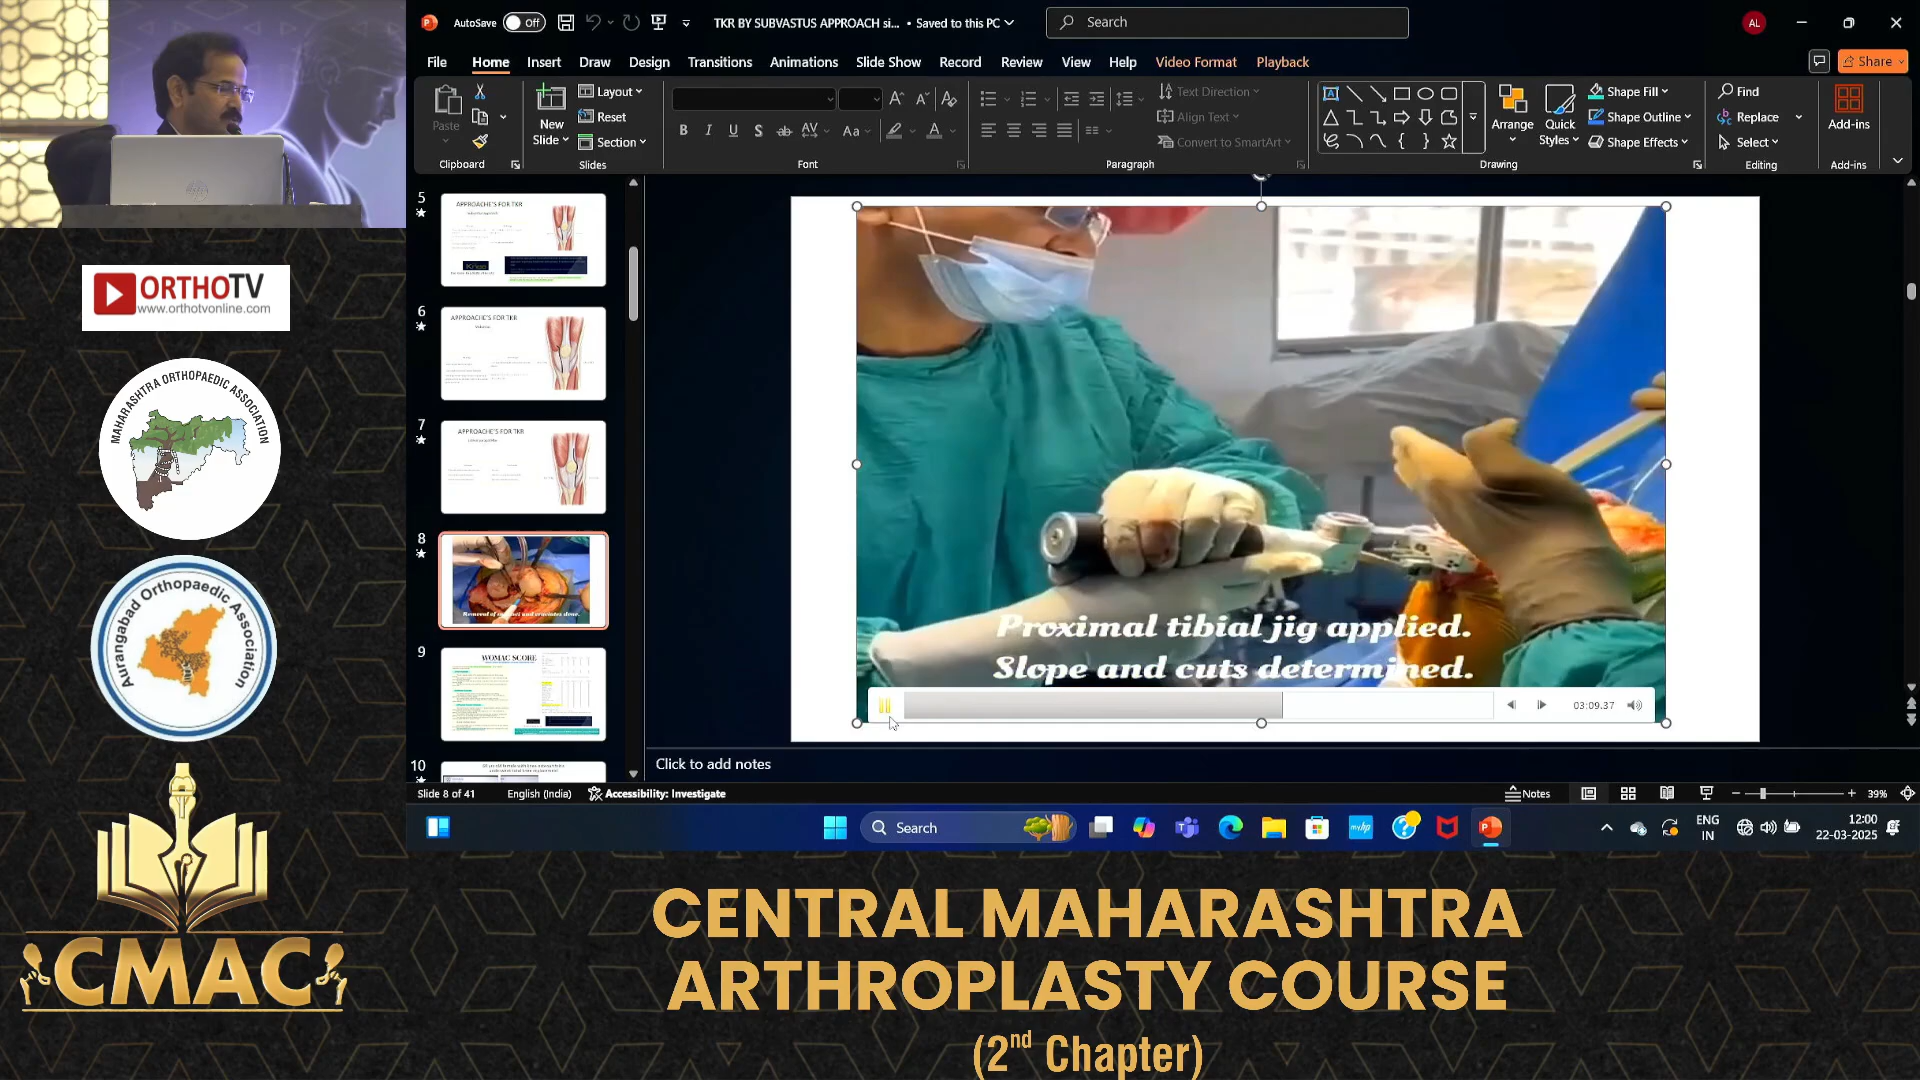 AutoSave Off
TKR BY SUBVASTUS APPROACH si... • Saved to this PC
Search
AL
File Home Insert Draw Design Transitions Animations Slide Show Record Review View Help Video Format Playback
Share
Paste
Clipboard
New Slide
Layout
Reset
Section
Slides
Font
Text Direction
Align Text
Convert to SmartArt
Paragraph
Arrange
Quick Styles
Shape Fill
Shape Outline
Shape Effects
Drawing
Find
Replace
Select
Editing
Add-ins
Add-ins
ORTHOTV
www.orthotvonline.com
MAHARASHTRA ORTHOPAEDIC ASSOCIATION
Aurangabad Orthopaedic Association
CMAC
5
APPROACHE'S FOR TKR
6
APPROACHE'S FOR TKR
7
APPROACHE'S FOR TKR
8
9
WOMAC SCORE
10
Proximal tibial jig applied.
Slope and cuts determined.
03:09.37
Click to add notes
Slide 8 of 41
English (India)
Accessibility: Investigate
Notes
39%
Search
ENG
IN
12:00
22-03-2025
CENTRAL MAHARASHTRA
ARTHROPLASTY COURSE
(2nd Chapter)